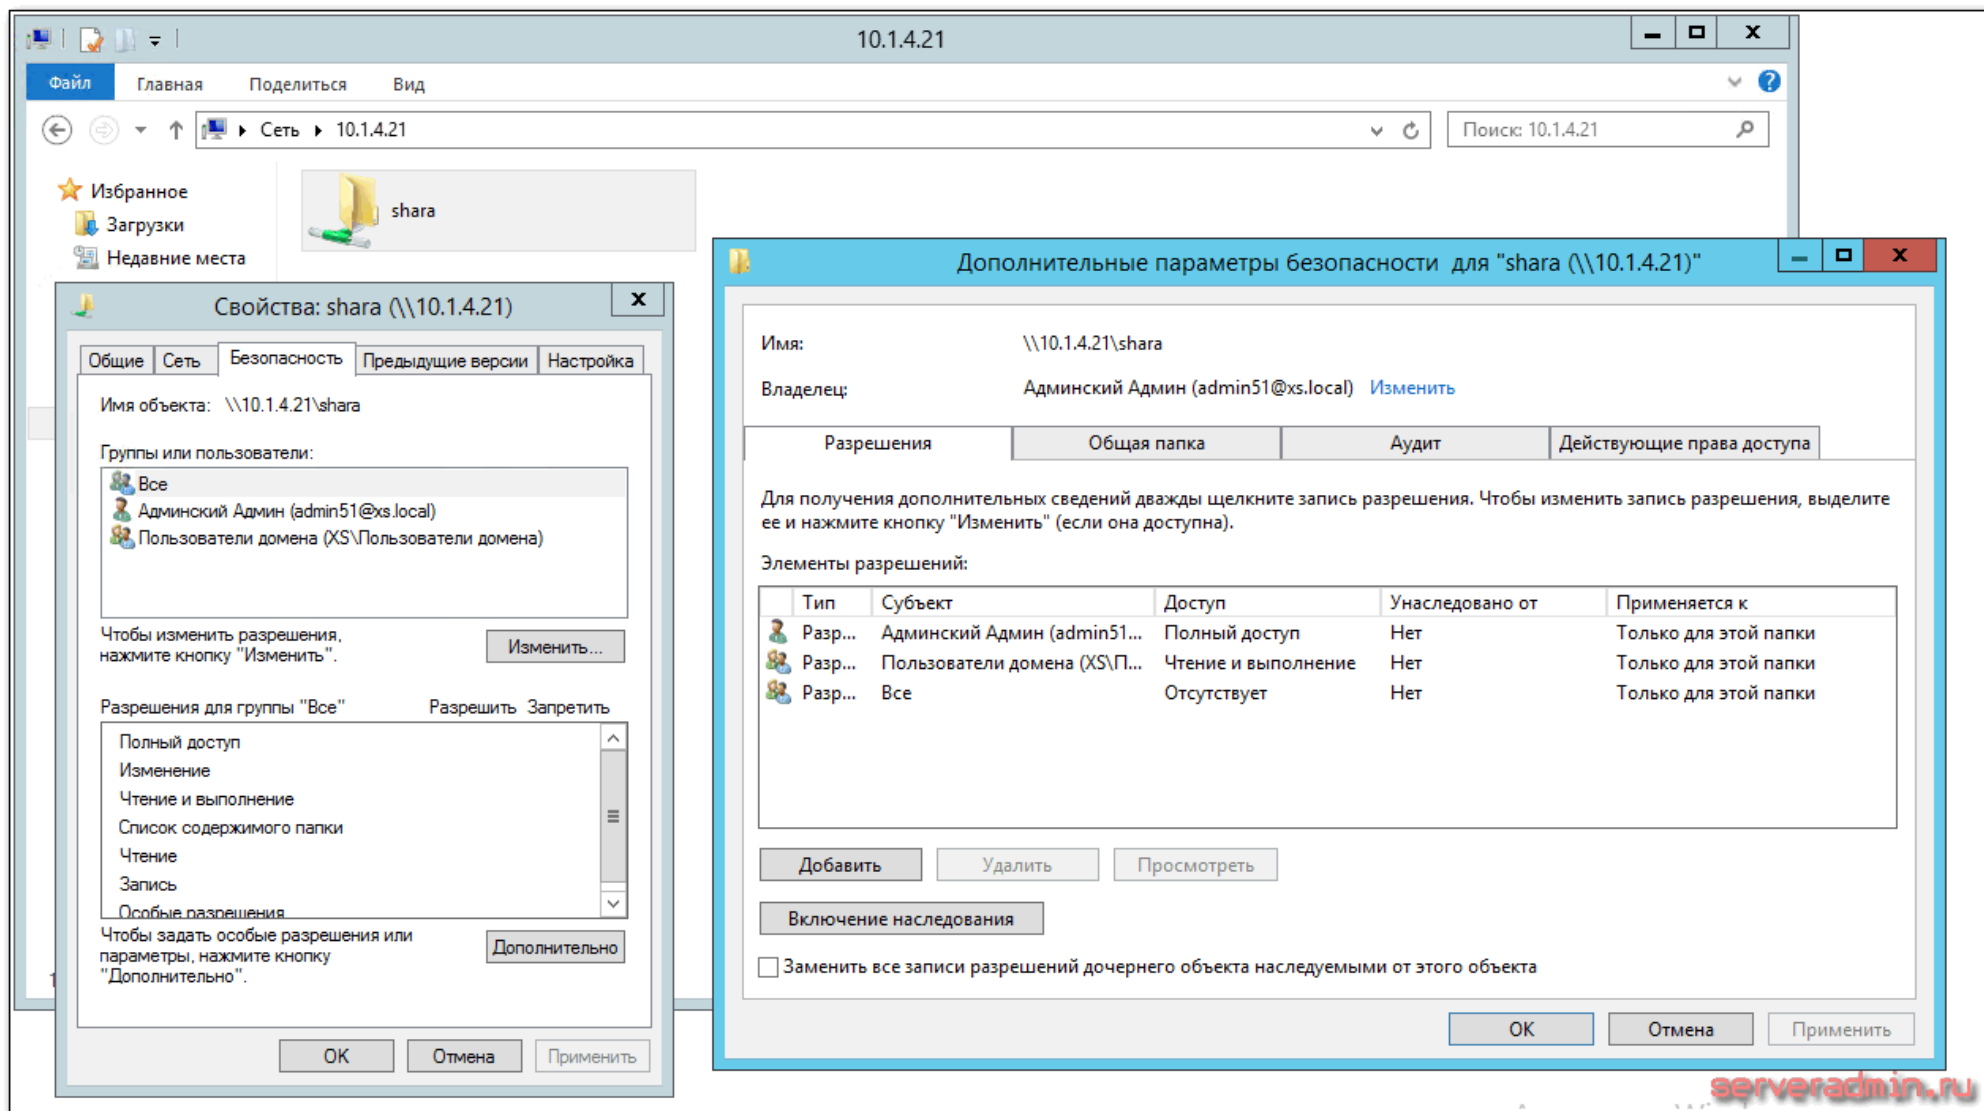 10.1.4.21
Файл Главная Поделиться Вид
Сеть 10.1.4.21
Поиск: 10.1.4.21
Избранное
Загрузки
Недавние места
shara
Свойства: shara (\\10.1.4.21)
Общие Сеть Безопасность Предыдущие версии Настройка
Имя объекта: \\10.1.4.21\shara
Группы или пользователи:
Все
Админский Админ (admin51@xs.local)
Пользователи домена (XS\Пользователи домена)
Чтобы изменить разрешения,
нажмите кнопку "Изменить".
Изменить...
Разрешения для группы "Все" Разрешить Запретить
Полный доступ
Изменение
Чтение и выполнение
Список содержимого папки
Чтение
Запись
Особые разрешения
Чтобы задать особые разрешения или
параметры, нажмите кнопку
"Дополнительно".
Дополнительно
OK Отмена Применить
Дополнительные параметры безопасности для "shara (\\10.1.4.21)"
Имя: \\10.1.4.21\shara
Владелец: Админский Админ (admin51@xs.local) Изменить
Разрешения Общая папка Аудит Действующие права доступа
Для получения дополнительных сведений дважды щелкните запись разрешения. Чтобы изменить запись разрешения, выделите
ее и нажмите кнопку "Изменить" (если она доступна).
Элементы разрешений:
Тип Субъект Доступ Унаследовано от Применяется к
Разр... Админский Админ (admin51... Полный доступ Нет Только для этой папки
Разр... Пользователи домена (XS\П... Чтение и выполнение Нет Только для этой папки
Разр... Все Отсутствует Нет Только для этой папки
Добавить Удалить Просмотреть
Включение наследования
Заменить все записи разрешений дочернего объекта наследуемыми от этого объекта
OK Отмена Применить
serveradmin.ru